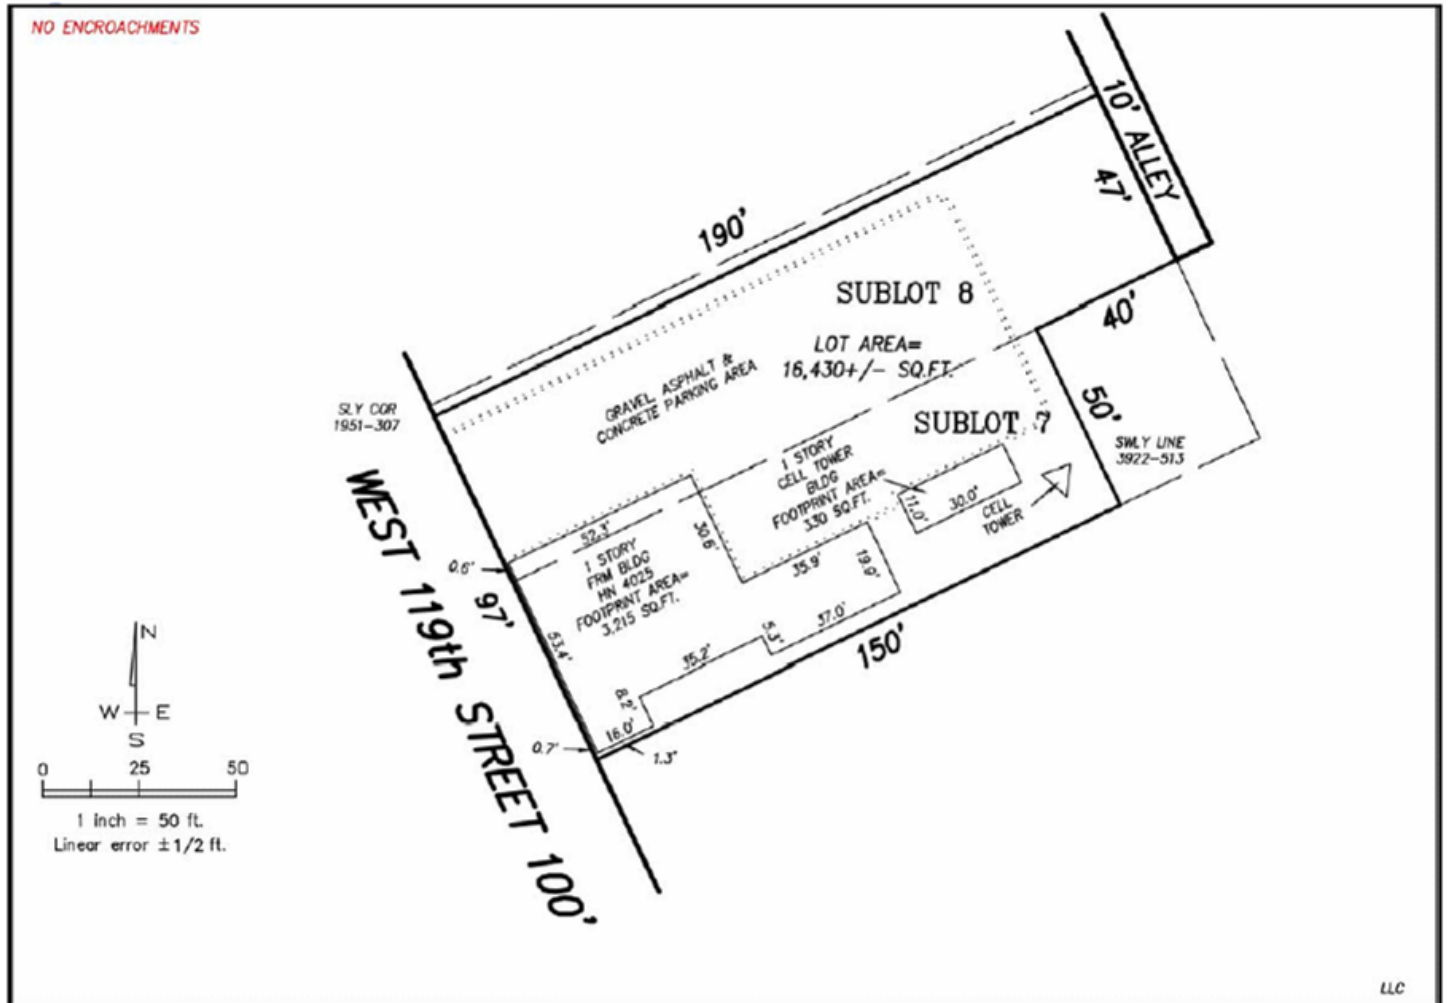 NO ENCROACHMENTS
10' ALLEY
47'
190'
SUBLOT 8
LOT AREA=
16,430+/- SQ.FT.
40'
GRAVEL, ASPHALT &
CONCRETE PARKING AREA
SLY COR
1951-307
SUBLOT 7
50'
SWLY LINE
3922-513
1 STORY
CELL TOWER
BLDG
FOOTPRINT AREA=
330 SQ.FT.
11.0'
30.0'
CELL
TOWER
WEST 119th STREET 100'
97'
0.6'
52.3'
30.6'
1 STORY
FRM BLDG
HN 4025
FOOTPRINT AREA=
3,215 SQ.FT.
35.9'
19.9'
37.0'
5.3'
35.2'
8.2'
16.0'
53.4'
0.7'
1.3'
150'
N
W E
S
0 25 50
1 inch = 50 ft.
Linear error ±1/2 ft.
LLC